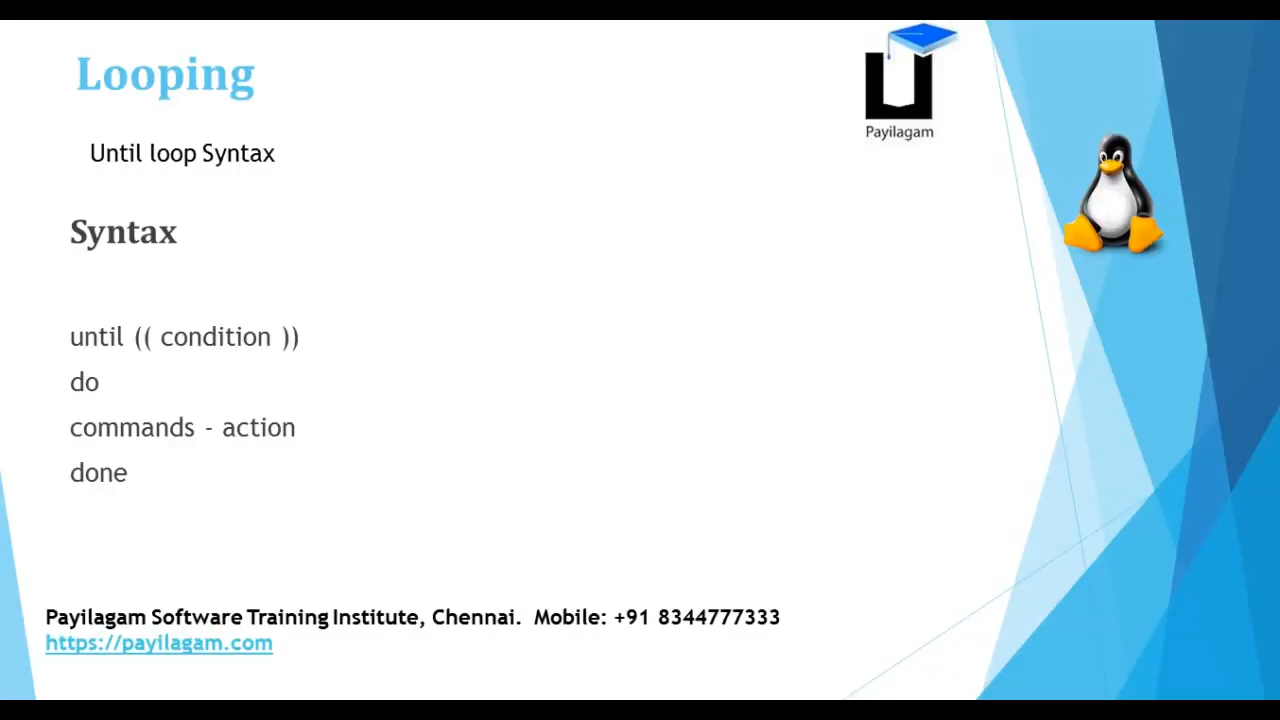 Looping
Payilagam
Until loop Syntax
Syntax
until (( condition ))
do
commands - action
done
Payilagam Software Training Institute, Chennai. Mobile: +91 8344777333
https://payilagam.com